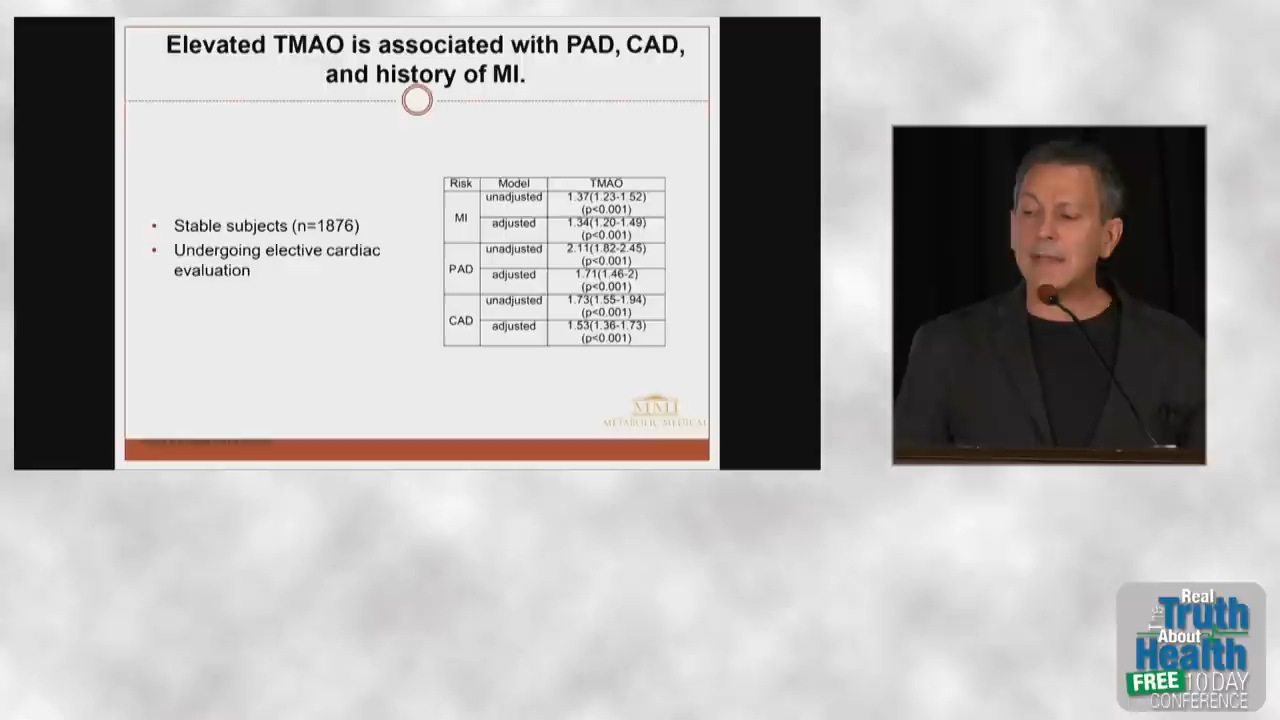 Elevated TMAO is associated with PAD, CAD,
and history of MI.
• Stable subjects (n=1876)
• Undergoing elective cardiac
evaluation
Risk Model TMAO
MI unadjusted 1.37(1.23-1.52)
(p<0.001)
adjusted 1.34(1.20-1.49)
(p<0.001)
PAD unadjusted 2.11(1.82-2.45)
(p<0.001)
adjusted 1.71(1.46-2)
(p<0.001)
CAD unadjusted 1.73(1.55-1.94)
(p<0.001)
adjusted 1.53(1.36-1.73)
(p<0.001)
MMI
METABOLIC MEDICAL
The Real
Truth
About
Health
FREE 10 DAY
CONFERENCE